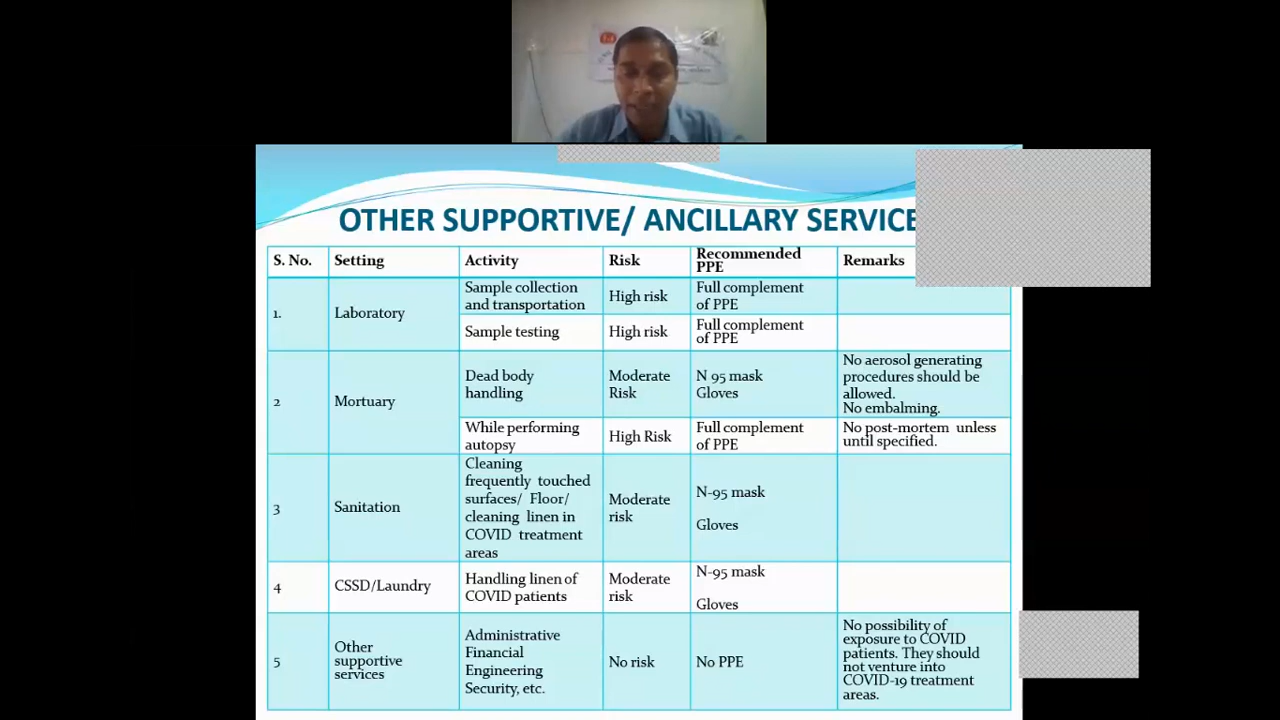 OTHER SUPPORTIVE/ ANCILLARY SERVICE
S. No. Setting Activity Risk Recommended PPE Remarks
1. Laboratory
Sample collection
and transportation
High risk
Full complement
of PPE
Sample testing
High risk
Full complement
of PPE
2 Mortuary
Dead body
handling
Moderate
Risk
N 95 mask
Gloves
No aerosol generating
procedures should be
allowed.
No embalming.
While performing
autopsy
High Risk
Full complement
of PPE
No post-mortem unless
until specified.
3 Sanitation
Cleaning
frequently touched
surfaces/ Floor/
cleaning linen in
COVID treatment
areas
Moderate
risk
N-95 mask
Gloves
4 CSSD/Laundry
Handling linen of
COVID patients
Moderate
risk
N-95 mask
Gloves
5
Other
supportive
services
Administrative
Financial
Engineering
Security, etc.
No risk
No PPE
No possibility of
exposure to COVID
patients. They should
not venture into
COVID-19 treatment
areas.